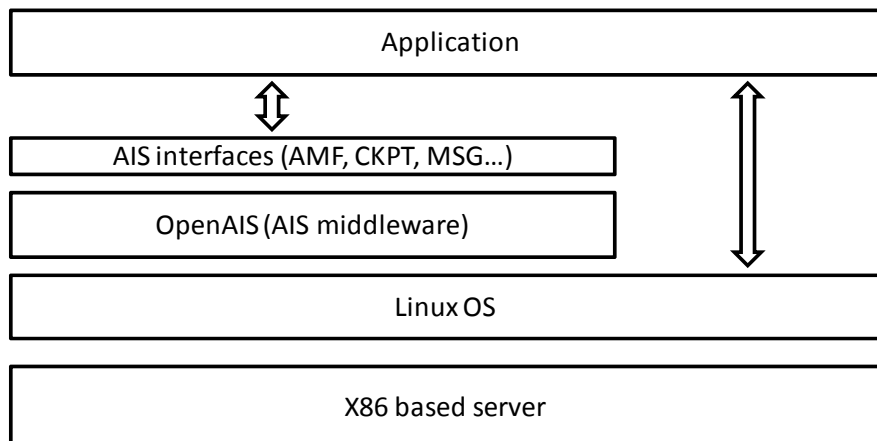 Application
AIS interfaces (AMF, CKPT, MSG...)
OpenAIS (AIS middleware)
Linux OS
X86 based server